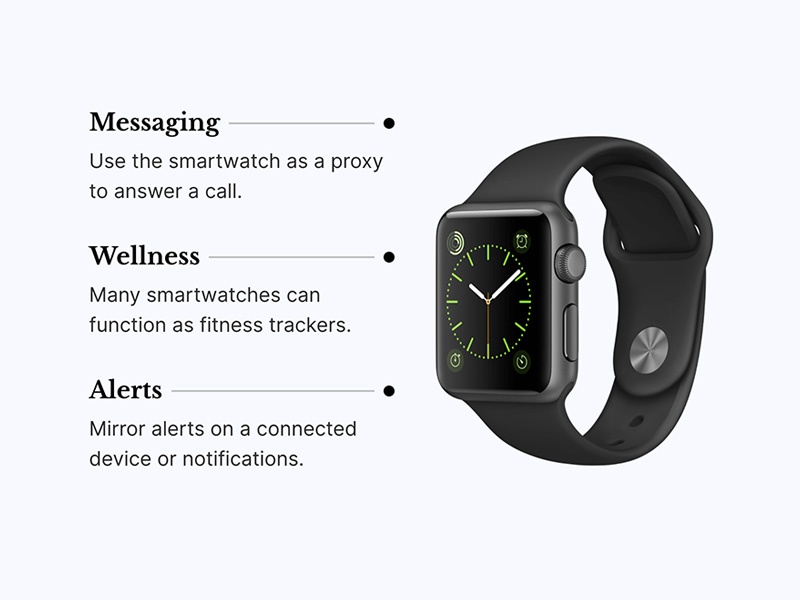 Messaging
Use the smartwatch as a proxy
to answer a call.
Wellness
Many smartwatches can
function as fitness trackers.
Alerts
Mirror alerts on a connected
device or notifications.